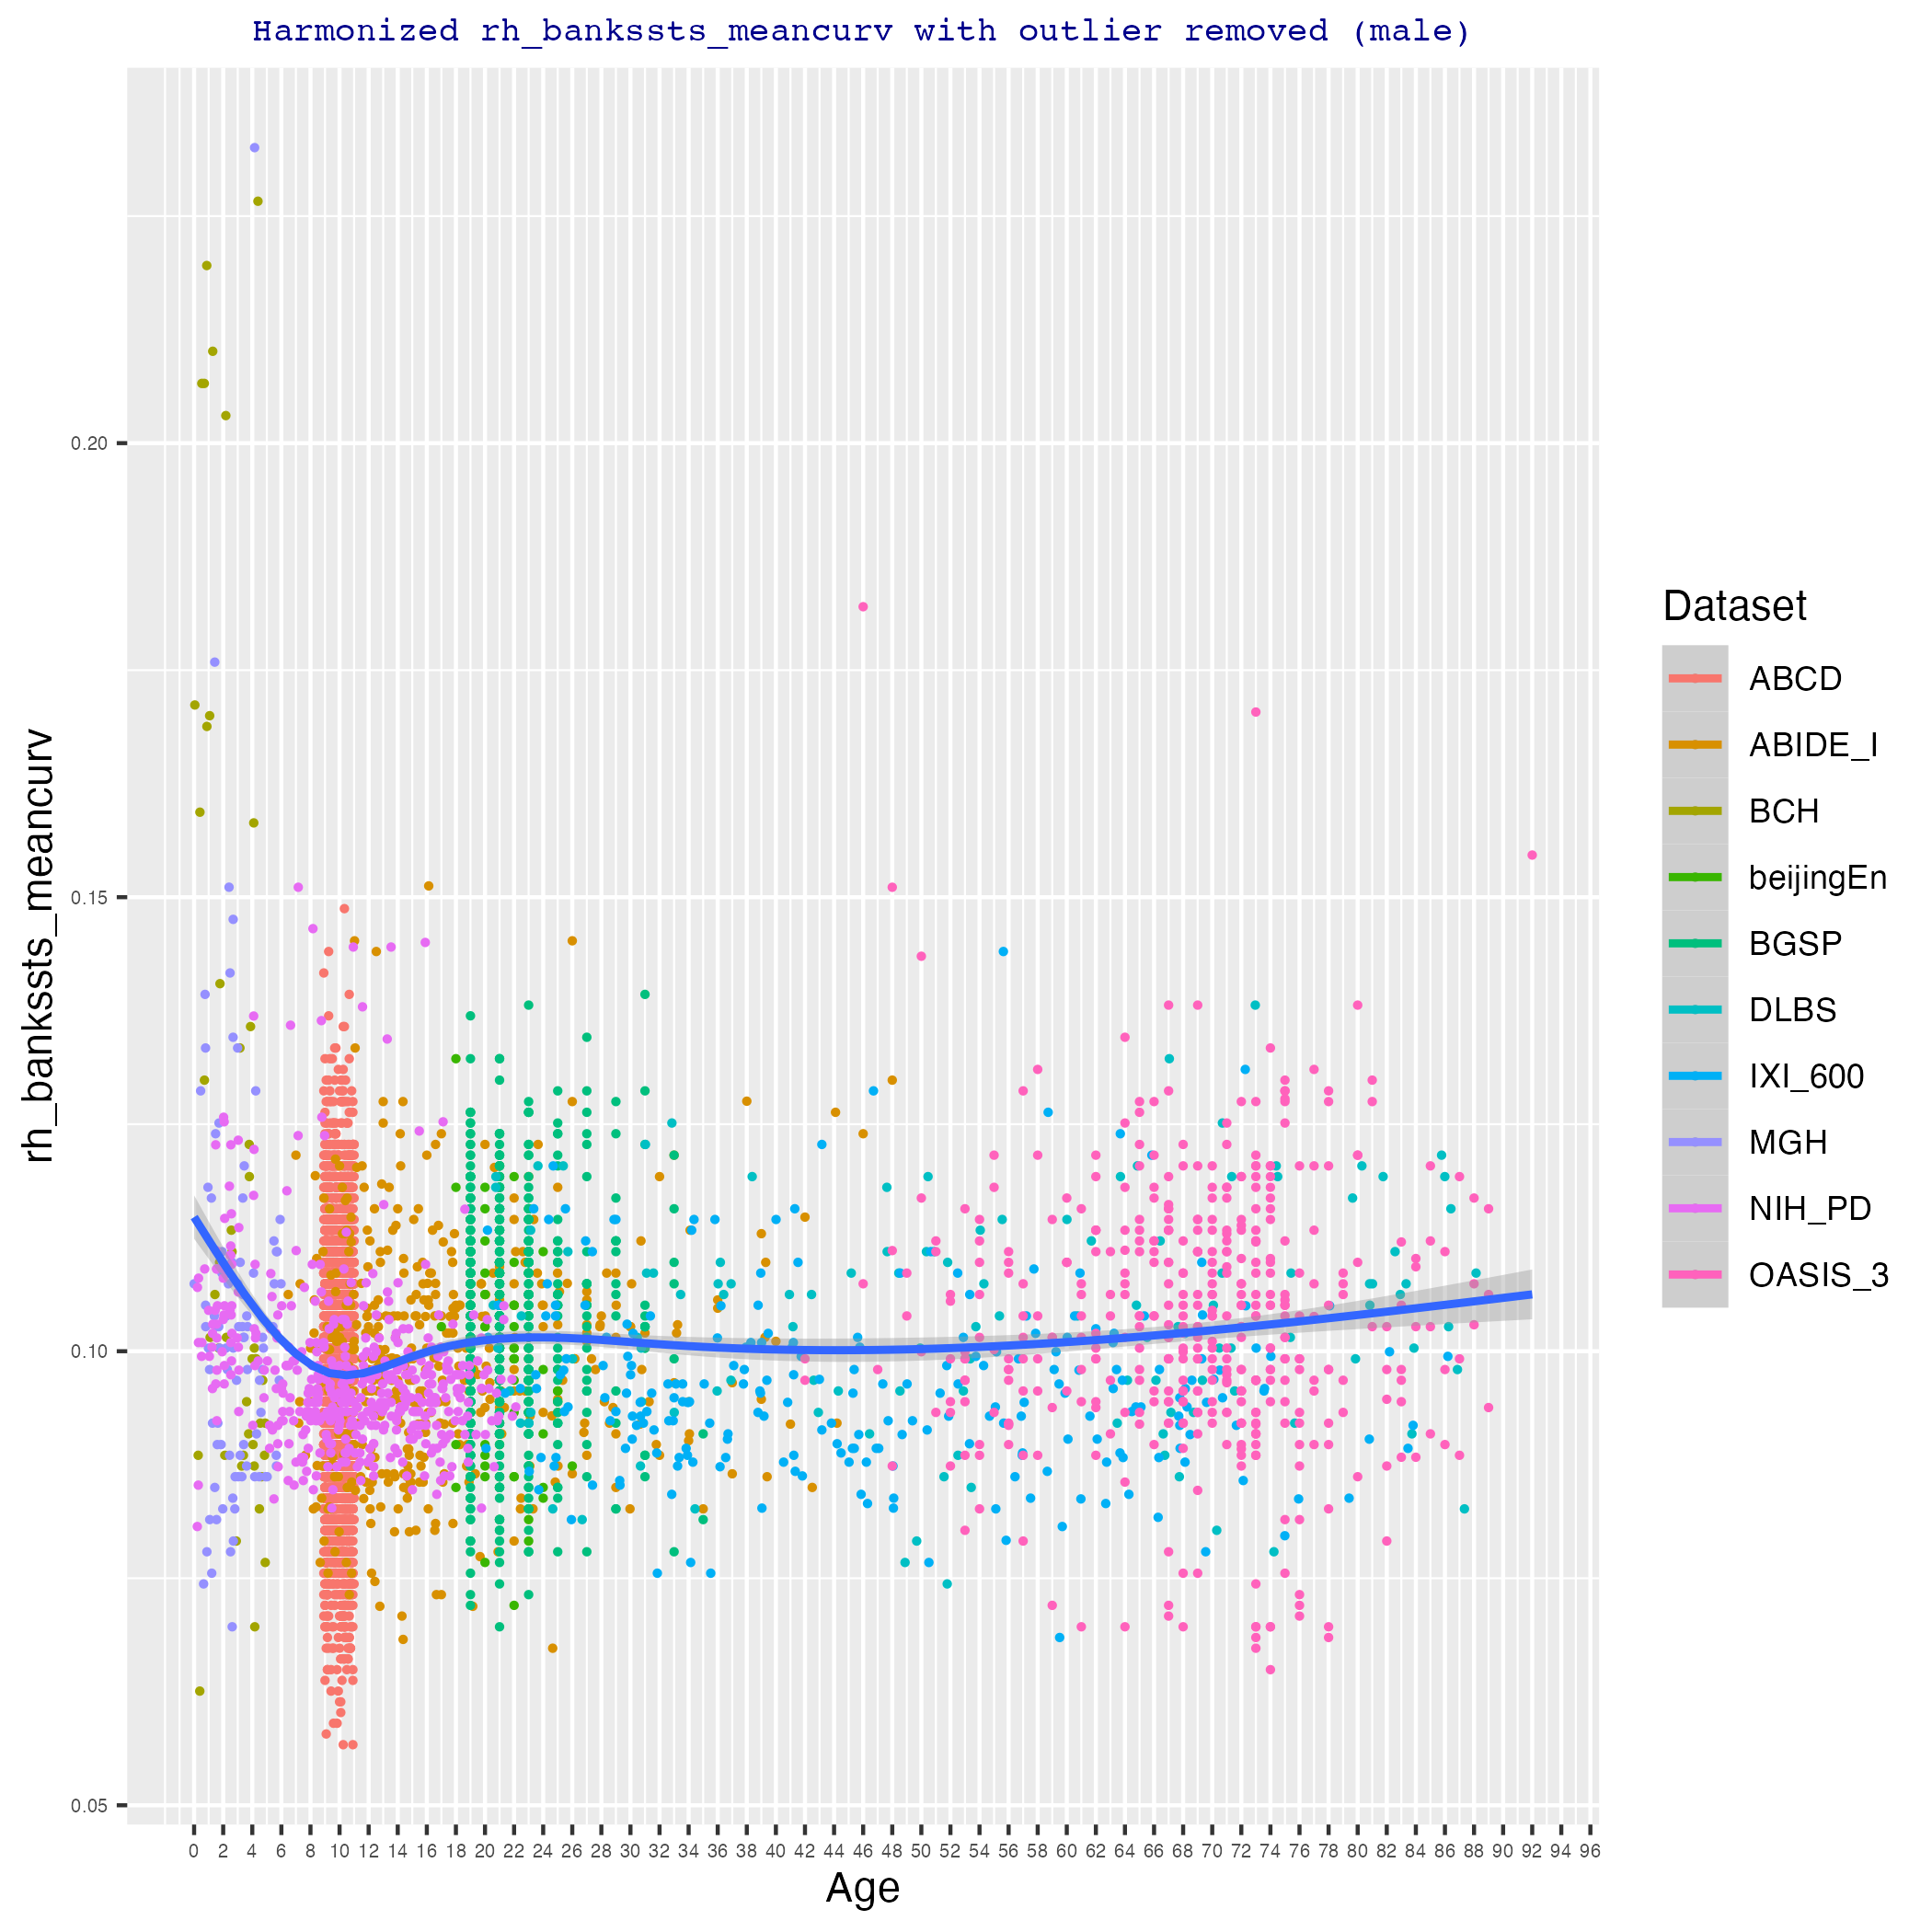 Harmonized rh_bankssts_meancurv with outlier removed (male)
rh_bankssts_meancurv
0.20
0.15
0.10
0.05
0 2 4 6 8 10 12 14 16 18 20 22 24 26 28 30 32 34 36 38 40 42 44 46 48 50 52 54 56 58 60 62 64 66 68 70 72 74 76 78 80 82 84 86 88 90 92 94 96
Age
Dataset
ABCD
ABIDE_I
BCH
beijingEn
BGSP
DLBS
IXI_600
MGH
NIH_PD
OASIS_3